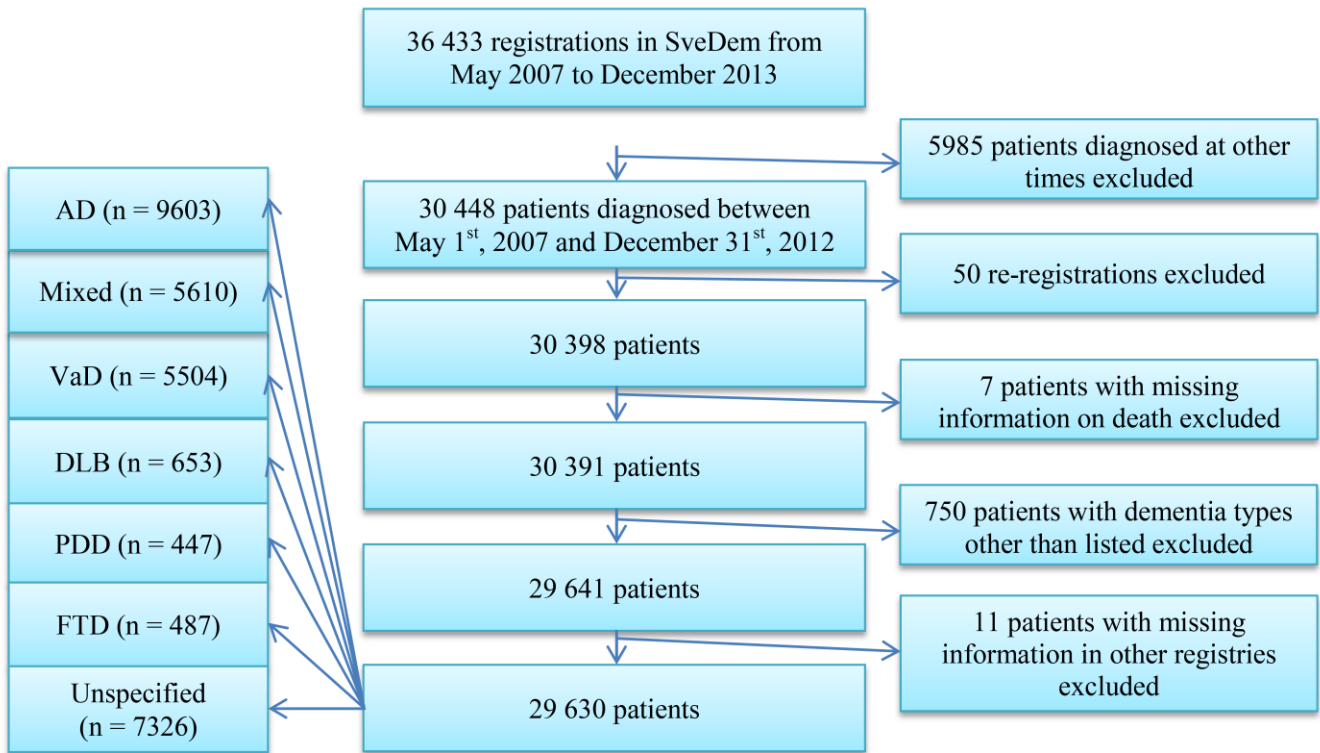 36 433 registrations in SveDem from
May 2007 to December 2013
5985 patients diagnosed at other
times excluded
30 448 patients diagnosed between
May 1st, 2007 and December 31st, 2012
50 re-registrations excluded
30 398 patients
7 patients with missing
information on death excluded
30 391 patients
750 patients with dementia types
other than listed excluded
29 641 patients
11 patients with missing
information in other registries
excluded
29 630 patients
AD (n = 9603)
Mixed (n = 5610)
VaD (n = 5504)
DLB (n = 653)
PDD (n = 447)
FTD (n = 487)
Unspecified
(n = 7326)